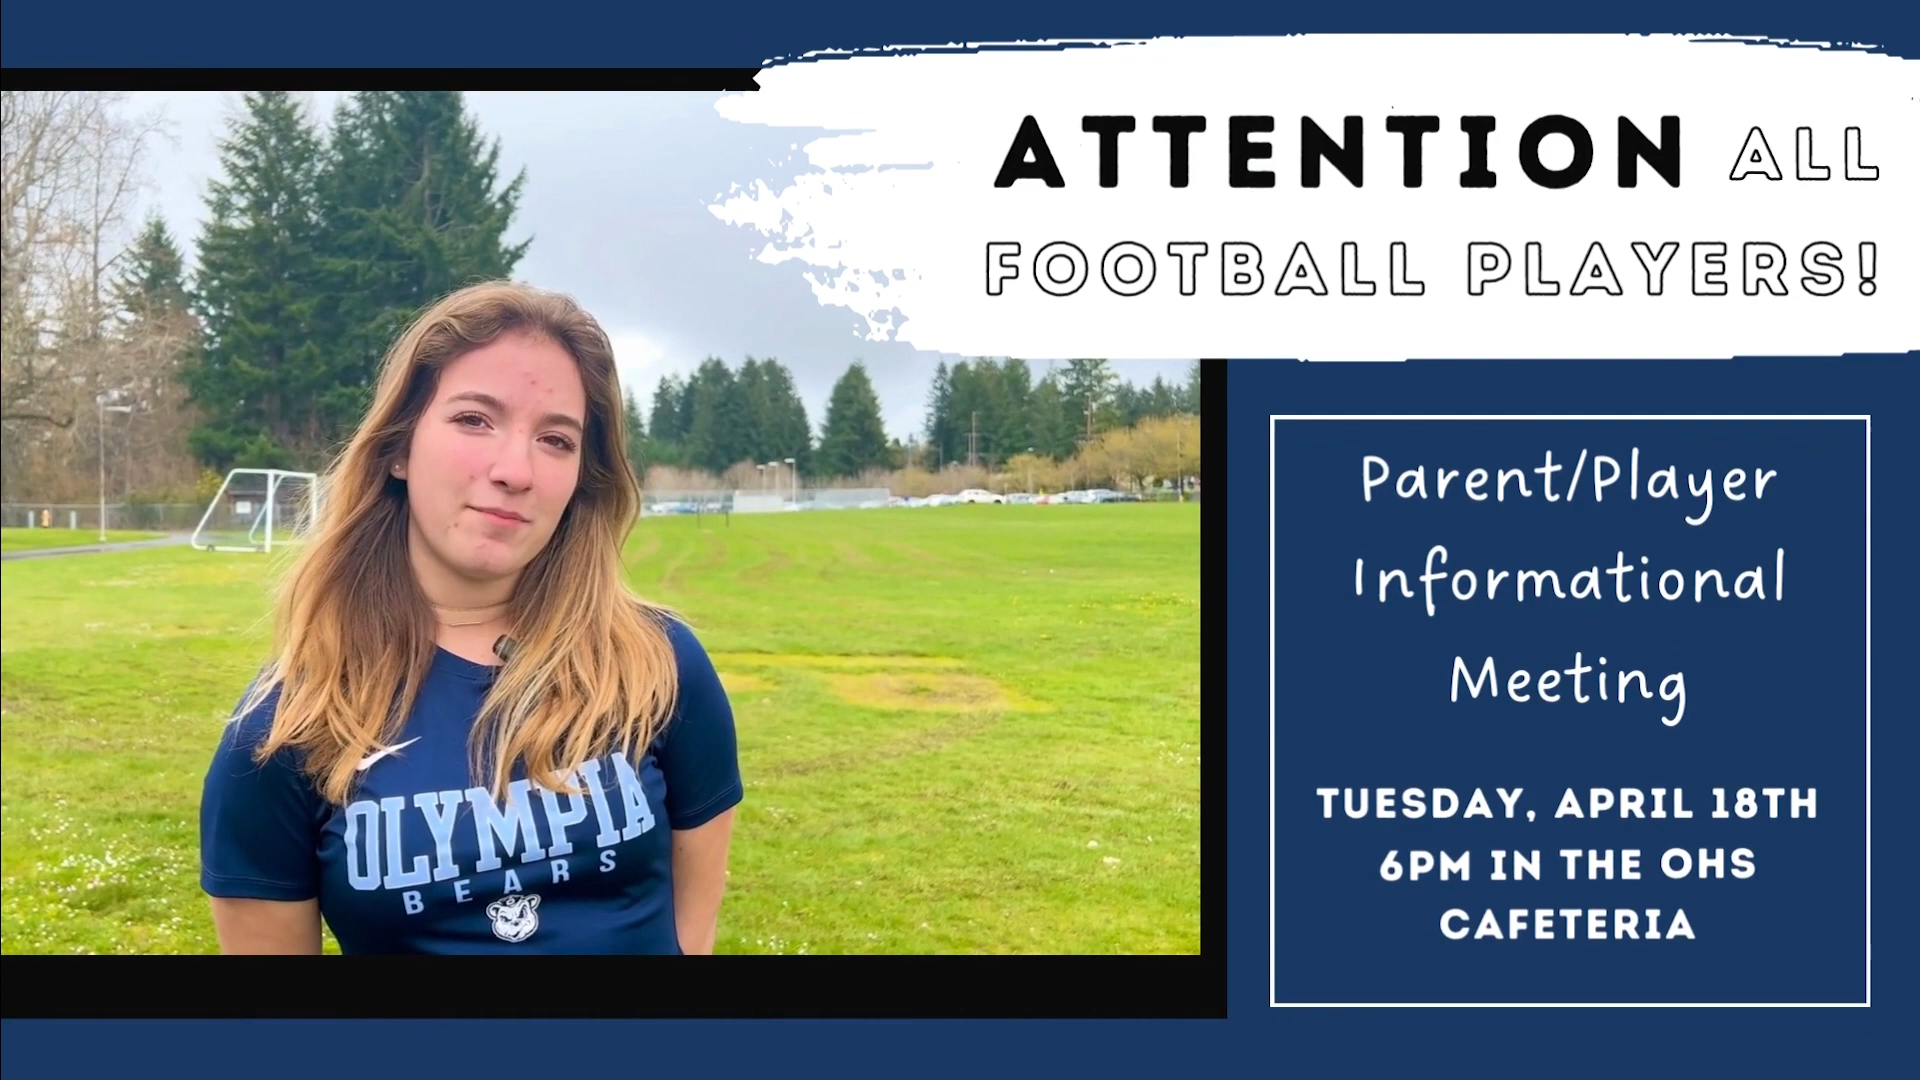 ATTENTION ALL
FOOTBALL PLAYERS!
Parent/Player
Informational
Meeting
TUESDAY, APRIL 18TH
6PM IN THE OHS
CAFETERIA
OLYMPIA
BEARS